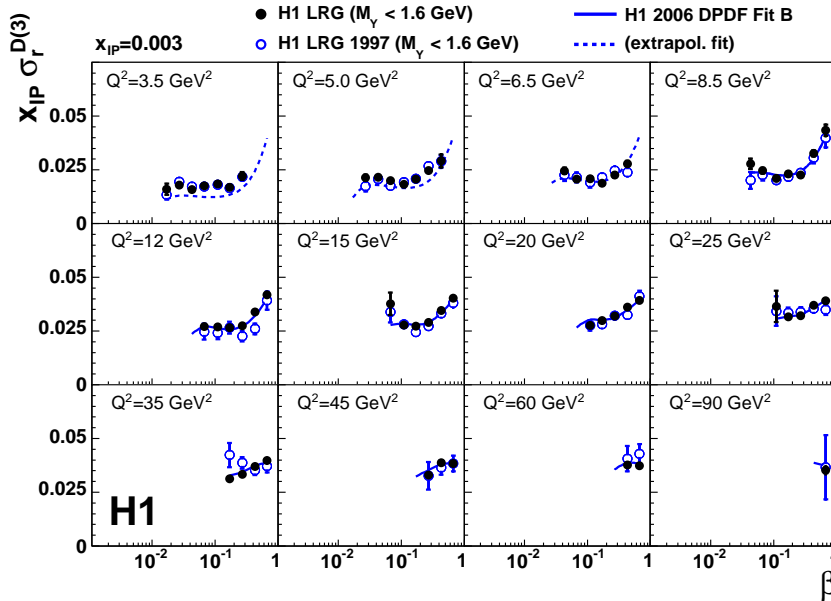 H1 LRG (M_Y < 1.6 GeV)
H1 2006 DPDF Fit B
x_IP=0.003
H1 LRG 1997 (M_Y < 1.6 GeV)
(extrapol. fit)
x_IP σ_r^D(3)
Q²=3.5 GeV²
Q²=5.0 GeV²
Q²=6.5 GeV²
Q²=8.5 GeV²
0.05
0.025
0
Q²=12 GeV²
Q²=15 GeV²
Q²=20 GeV²
Q²=25 GeV²
0.05
0.025
0
Q²=35 GeV²
Q²=45 GeV²
Q²=60 GeV²
Q²=90 GeV²
0.05
0.025
H1
0
10⁻² 10⁻¹ 1 10⁻² 10⁻¹ 1 10⁻² 10⁻¹ 1 10⁻² 10⁻¹ 1
β